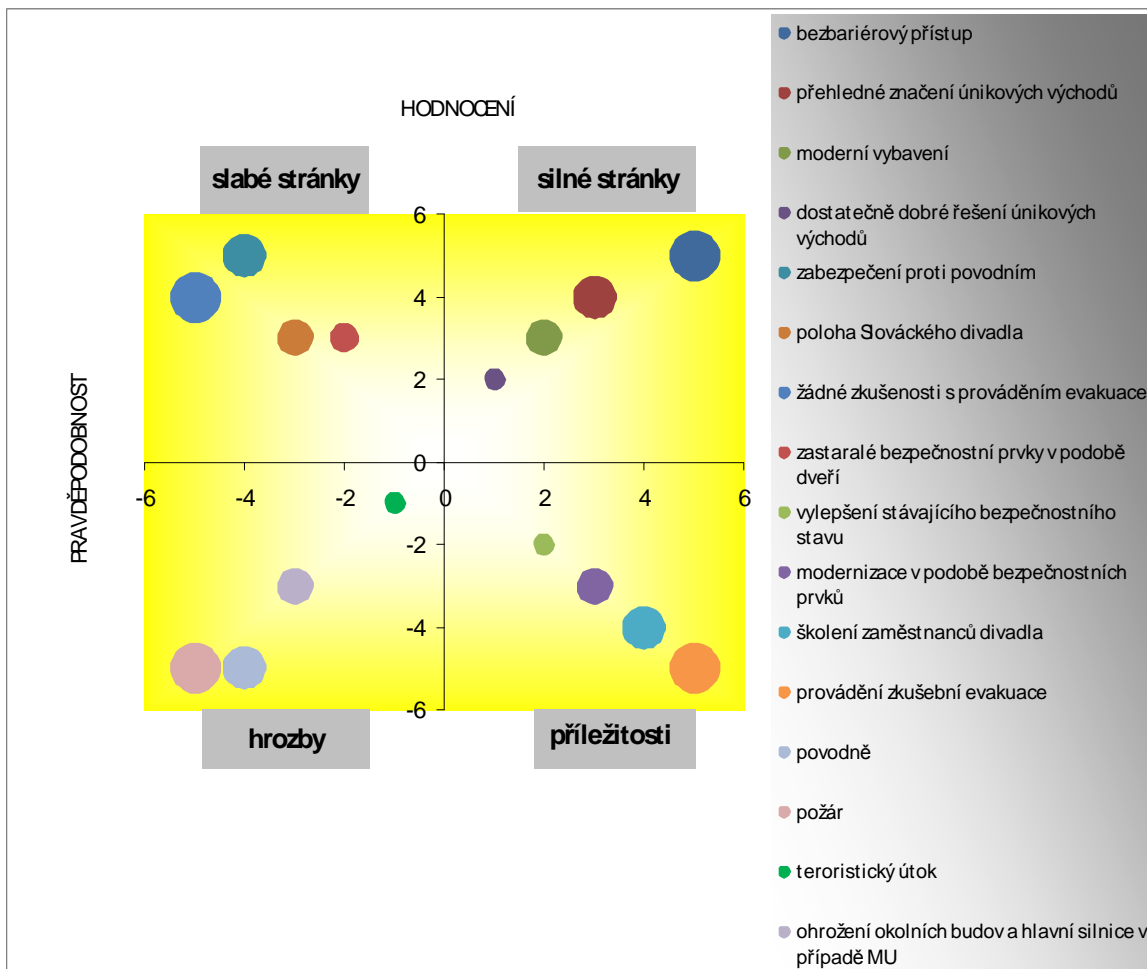 HODNOCENÍ
slabé stránky
silné stránky
PRAVDĚPODOBNOST
6
4
2
0
-6
-4
-2
0
2
4
6
-2
-4
-6
hrozby
příležitosti
bezbariérový přístup
přehledné značení únikových východů
moderní vybavení
dostatečně dobré řešení únikových
východů
zabezpečení proti povodním
poloha Slováckého divadla
žádné zkušenosti s prováděním evakuace
zastaralé bezpečnostní prvky v podobě
dveří
vylepšení stávajícího bezpečnostního
stavu
modernizace v podobě bezpečnostních
prvků
školení zaměstnanců divadla
provádění zkušební evakuace
povodně
požár
teroristický útok
ohrožení okolních budov a hlavní silnice v
případě MU